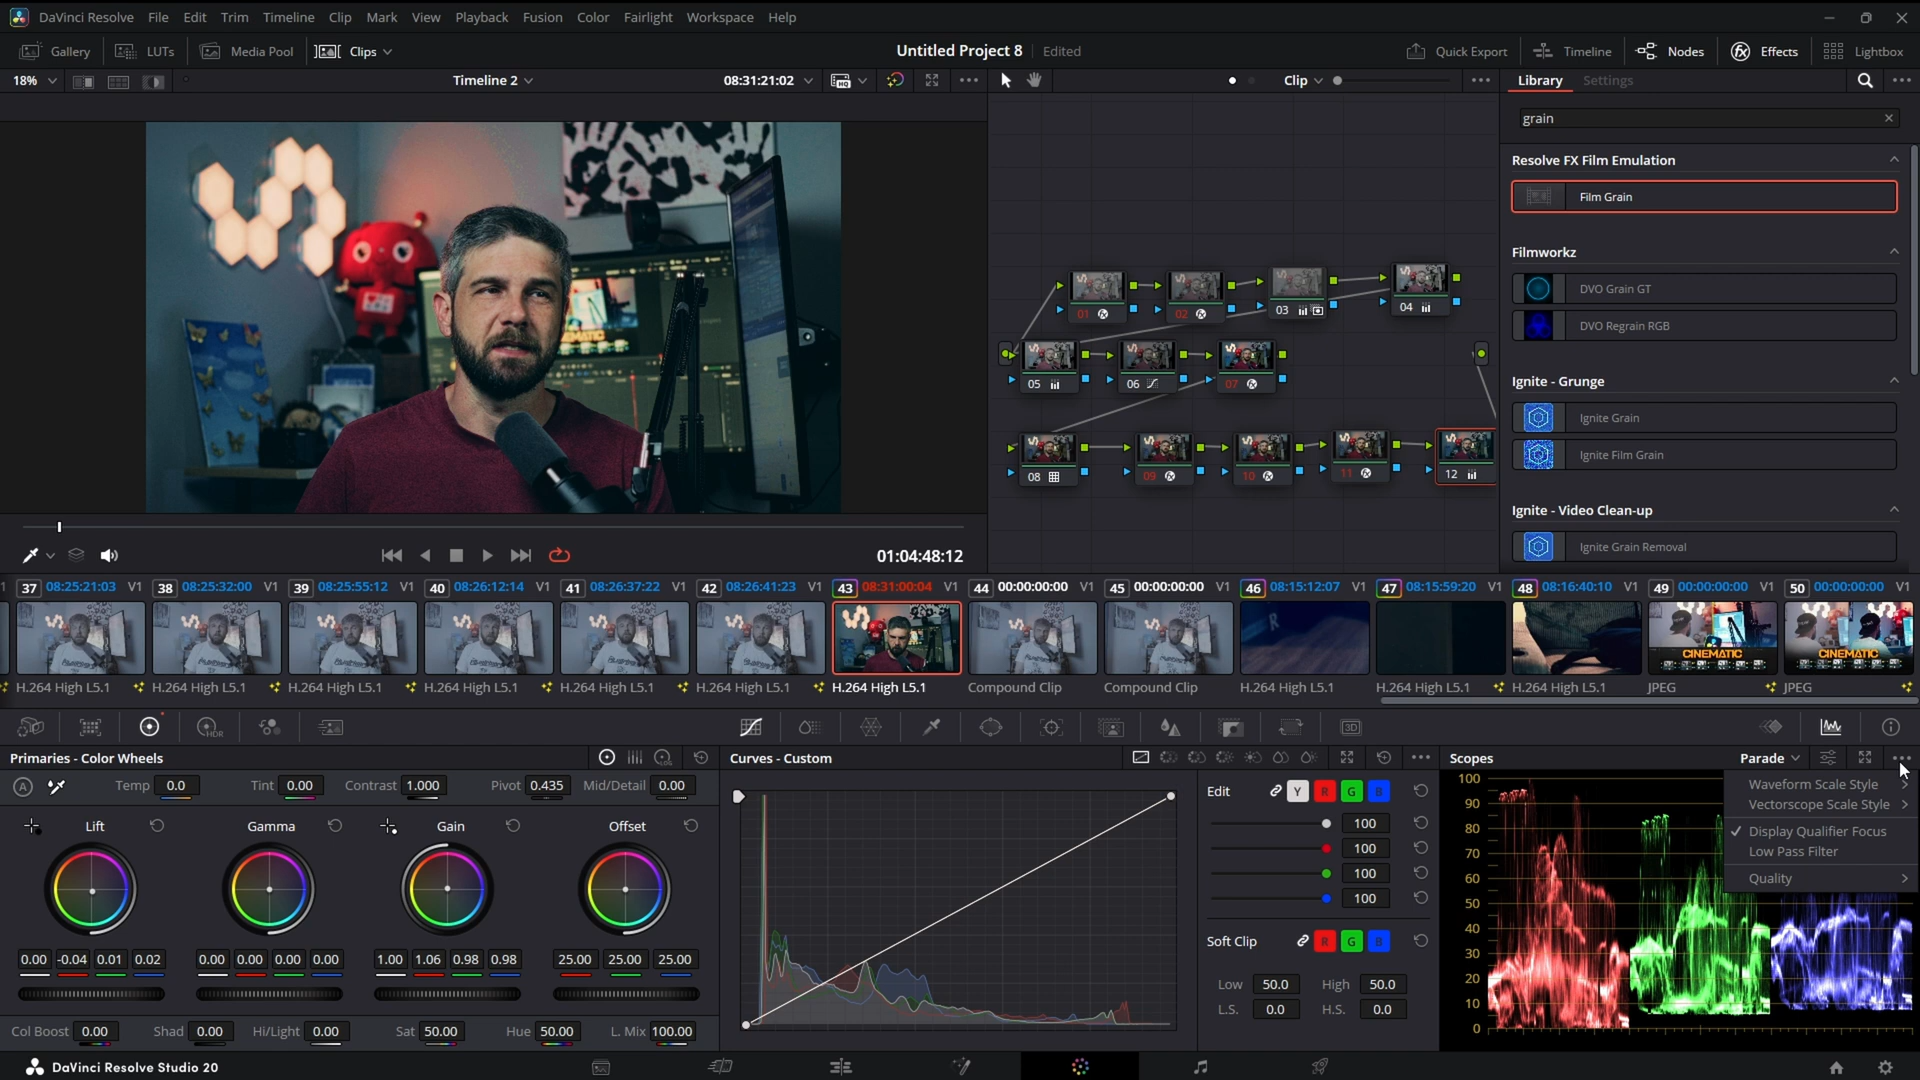 DaVinci Resolve File Edit Trim Timeline Clip Mark View Playback Fusion Color Fairlight Workspace Help
Gallery LUTs Media Pool Clips Untitled Project 8 Edited Quick Export Timeline Nodes Effects Lightbox
18% Timeline 2 08:31:21:02 Clip Library Settings
grain
Resolve FX Film Emulation
Film Grain
Filmworkz
DVO Grain GT
DVO Regrain RGB
Ignite - Grunge
Ignite Grain
Ignite Film Grain
Ignite - Video Clean-up
Ignite Grain Removal
01 02 03 04
05 06 07
08 09 10 11 12
01:04:48:12
37 08:25:21:03 V1 38 08:25:32:00 V1 39 08:25:55:12 V1 40 08:26:12:14 V1 41 08:26:37:22 V1 42 08:26:41:23 V1 43 08:31:00:04 V1 44 00:00:00:00 V1 45 00:00:00:00 V1 46 08:15:12:07 V1 47 08:15:59:20 V1 48 08:16:40:10 V1 49 00:00:00:00 V1 50 00:00:00:00 V1
CINEMATIC CINEMATIC
H.264 High L5.1 H.264 High L5.1 H.264 High L5.1 H.264 High L5.1 H.264 High L5.1 H.264 High L5.1 H.264 High L5.1 Compound Clip Compound Clip H.264 High L5.1 H.264 High L5.1 H.264 High L5.1 JPEG JPEG
HDR 3D
Primaries - Color Wheels
LOG
A Temp 0.0 Tint 0.00 Contrast 1.000 Pivot 0.435 Mid/Detail 0.00
Lift Gamma Gain Offset
0.00 -0.04 0.01 0.02 0.00 0.00 0.00 0.00 1.00 1.06 0.98 0.98 25.00 25.00 25.00
Col Boost 0.00 Shad 0.00 Hi/Light 0.00 Sat 50.00 Hue 50.00 L. Mix 100.00
Curves - Custom
Edit Y R G B
100
100
100
100
Soft Clip R G B
Low 50.0 High 50.0
L.S. 0.0 H.S. 0.0
Scopes Parade
Waveform Scale Style
Vectorscope Scale Style
Display Qualifier Focus
Low Pass Filter
Quality
100
90
80
70
60
50
40
30
20
10
0
DaVinci Resolve Studio 20